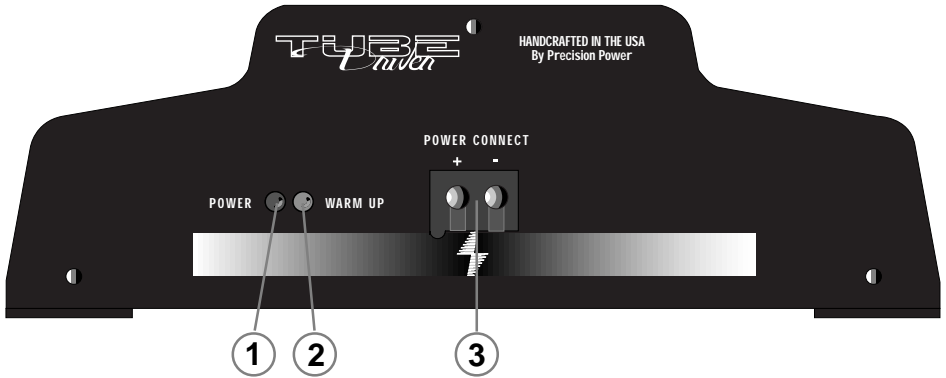 TUBE
Driven
HANDCRAFTED IN THE USA
By Precision Power
POWER CONNECT
+ -
POWER WARM UP
1 2 3